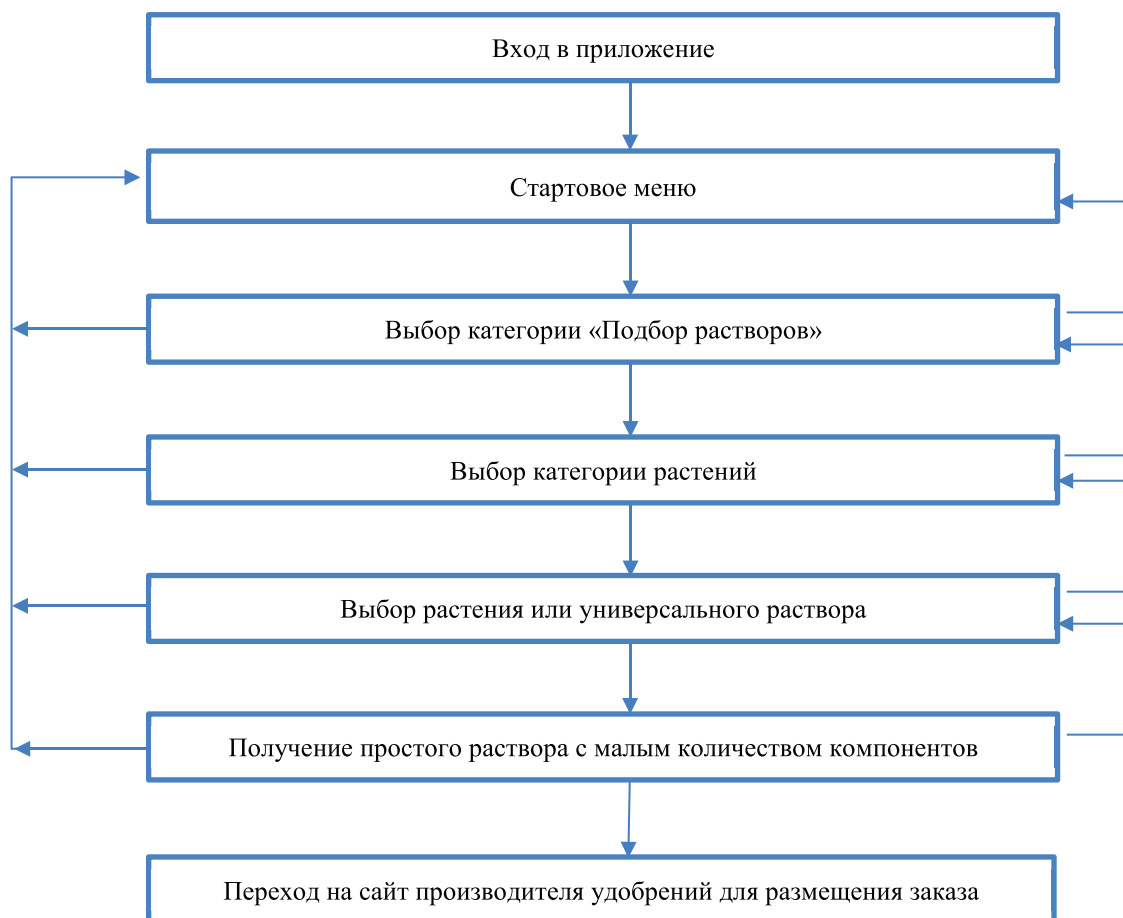 Вход в приложение
Стартовое меню
Выбор категории «Подбор растворов»
Выбор категории растений
Выбор растения или универсального раствора
Получение простого раствора с малым количеством компонентов
Переход на сайт производителя удобрений для размещения заказа